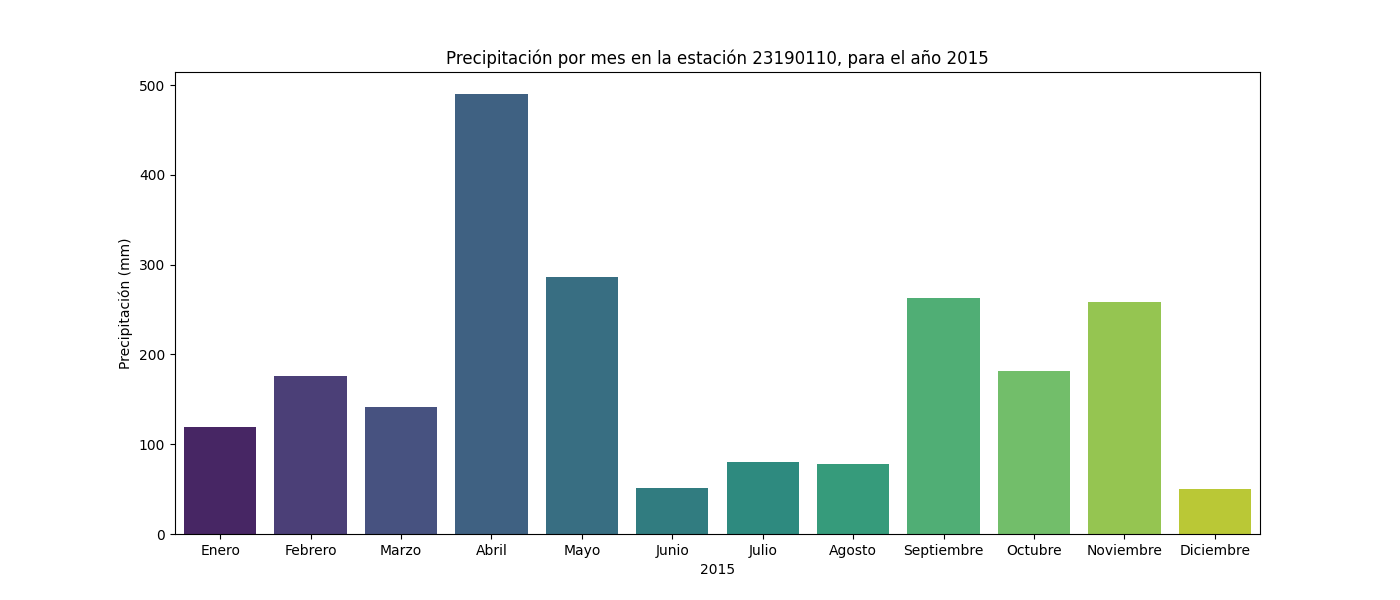 Precipitación por mes en la estación 23190110, para el año 2015
Precipitación (mm)
500
400
300
200
100
0
Enero Febrero Marzo Abril Mayo Junio Julio Agosto Septiembre Octubre Noviembre Diciembre
2015